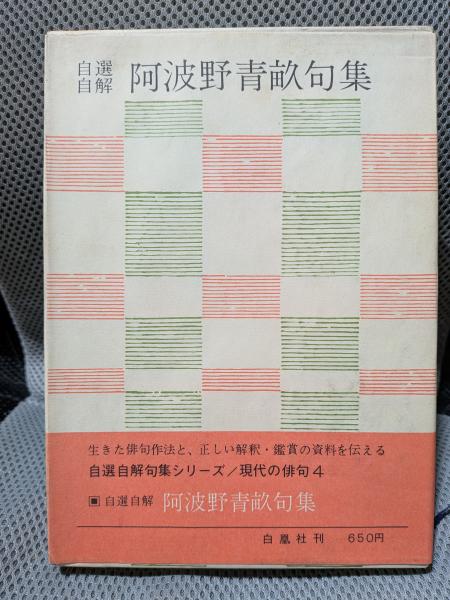 自選
自解 阿波野青畝句集
生きた俳句作法と、正しい解釈・鑑賞の資料を伝える
自選自解句集シリーズ/現代の俳句4
■自選自解 阿波野青畝句集
白凰社刊 650円